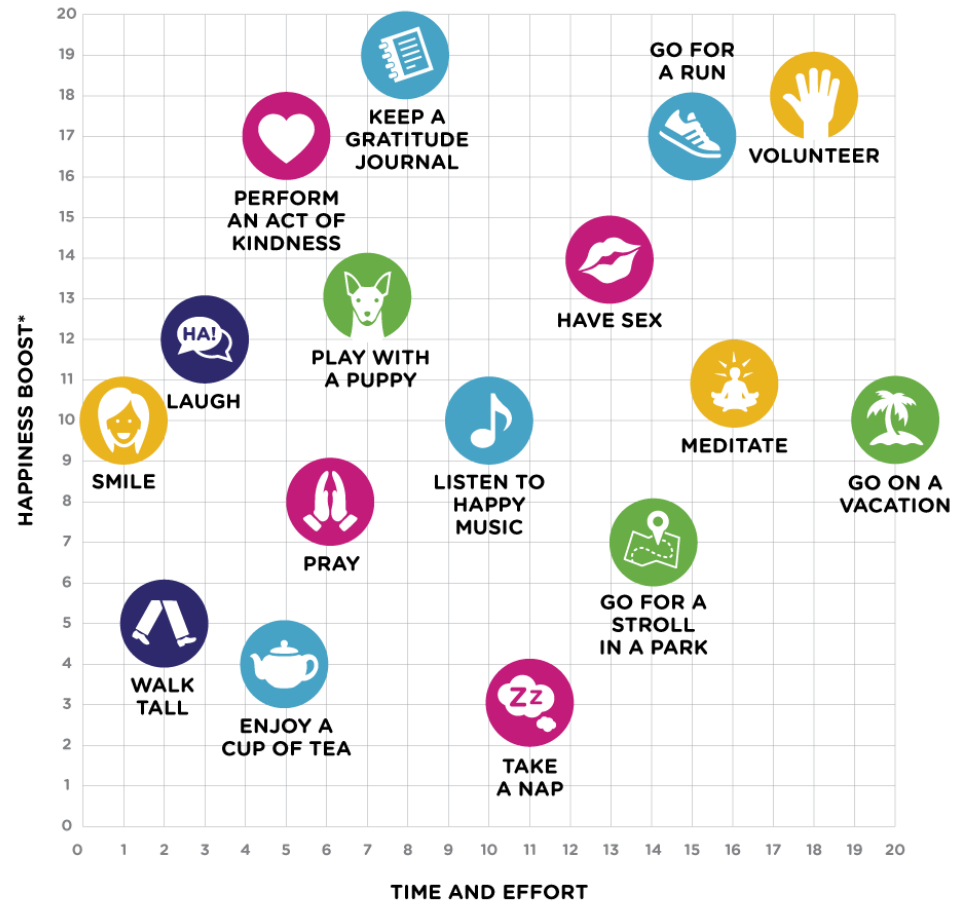 20
19
18
17
16
15
14
13
12
11
10
9
8
7
6
5
4
3
2
1
0
HAPPINESS BOOST*
GO FOR
A RUN
VOLUNTEER
KEEP A
GRATITUDE
JOURNAL
PERFORM
AN ACT OF
KINDNESS
HAVE SEX
PLAY WITH
A PUPPY
HA!
LAUGH
SMILE
MEDITATE
LISTEN TO
HAPPY
MUSIC
GO ON A
VACATION
PRAY
GO FOR A
STROLL
IN A PARK
WALK
TALL
ENJOY A
CUP OF TEA
ZZ
TAKE
A NAP
0 1 2 3 4 5 6 7 8 9 10 11 12 13 14 15 16 17 18 19 20
TIME AND EFFORT